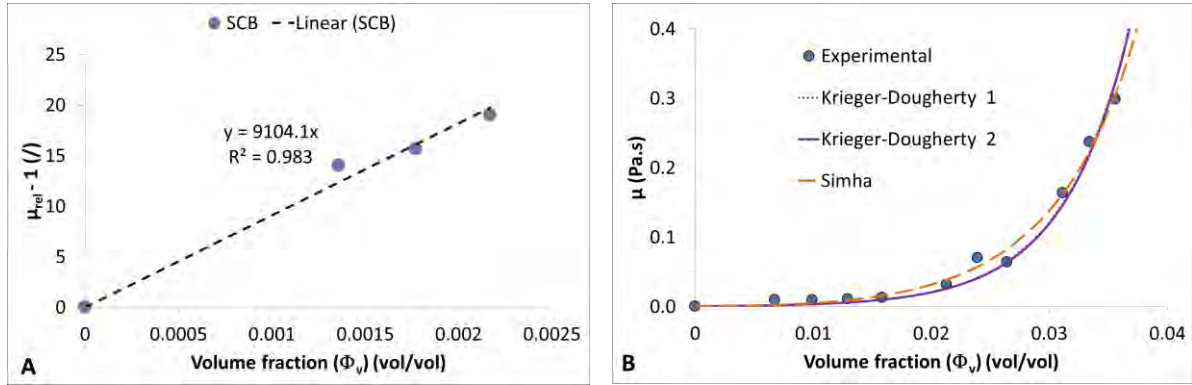 SCB Linear (SCB)
25
20
15
10
5
0
y = 9104.1x
R² = 0.983
μrel - 1 (/)
0 0.0005 0.001 0.0015 0.002 0.0025
Volume fraction (Φv) (vol/vol)
A
0.4
0.3
0.2
0.1
0.0
μ (Pa.s)
Experimental
Krieger-Dougherty 1
Krieger-Dougherty 2
Simha
0.00 0.01 0.02 0.03 0.04
Volume fraction (Φv) (vol/vol)
B